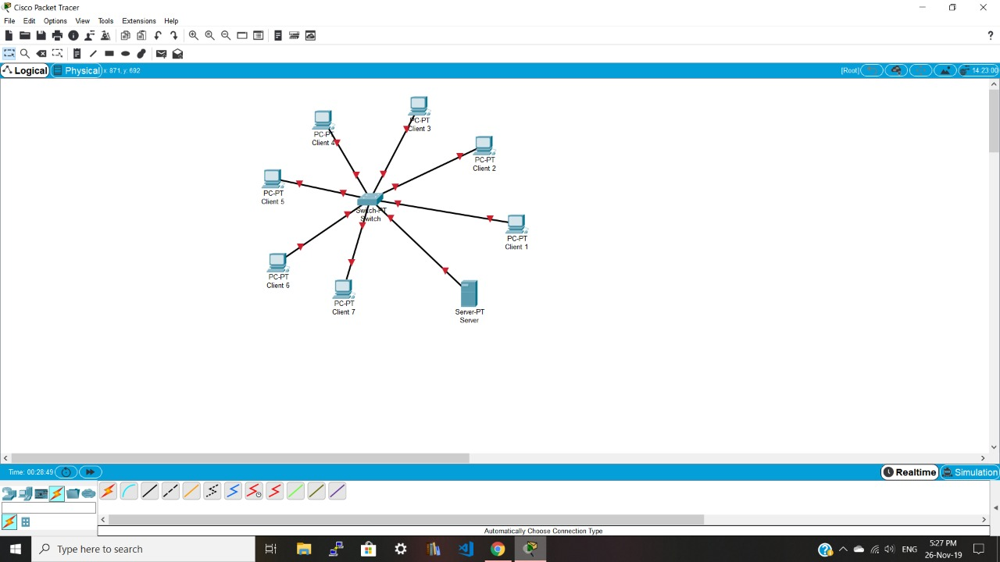 Cisco Packet Tracer
File Edit Options View Tools Extensions Help
?
Logical Physical x 871, y: 692 [Root] 14:23:00
PC-PT
Client 3
PC-PT
Client 4
PC-PT
Client 2
PC-PT
Client 5
Switch-PT
Switch
PC-PT
Client 1
PC-PT
Client 6
PC-PT
Client 7
Server-PT
Server
Time: 00:28:49 Realtime Simulation
Automatically Choose Connection Type
Type here to search
ENG
5:27 PM
26-Nov-19